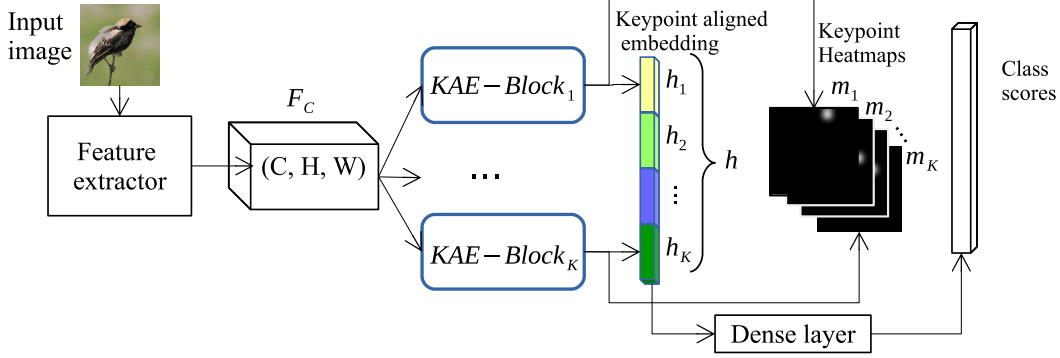 Input
image
Feature
extractor
F_C
(C, H, W)
KAE−Block_1
...
KAE−Block_K
Keypoint aligned
embedding
h_1
h_2
...
h_K
h
Keypoint
Heatmaps
m_1
m_2
...
m_K
Class
scores
Dense layer